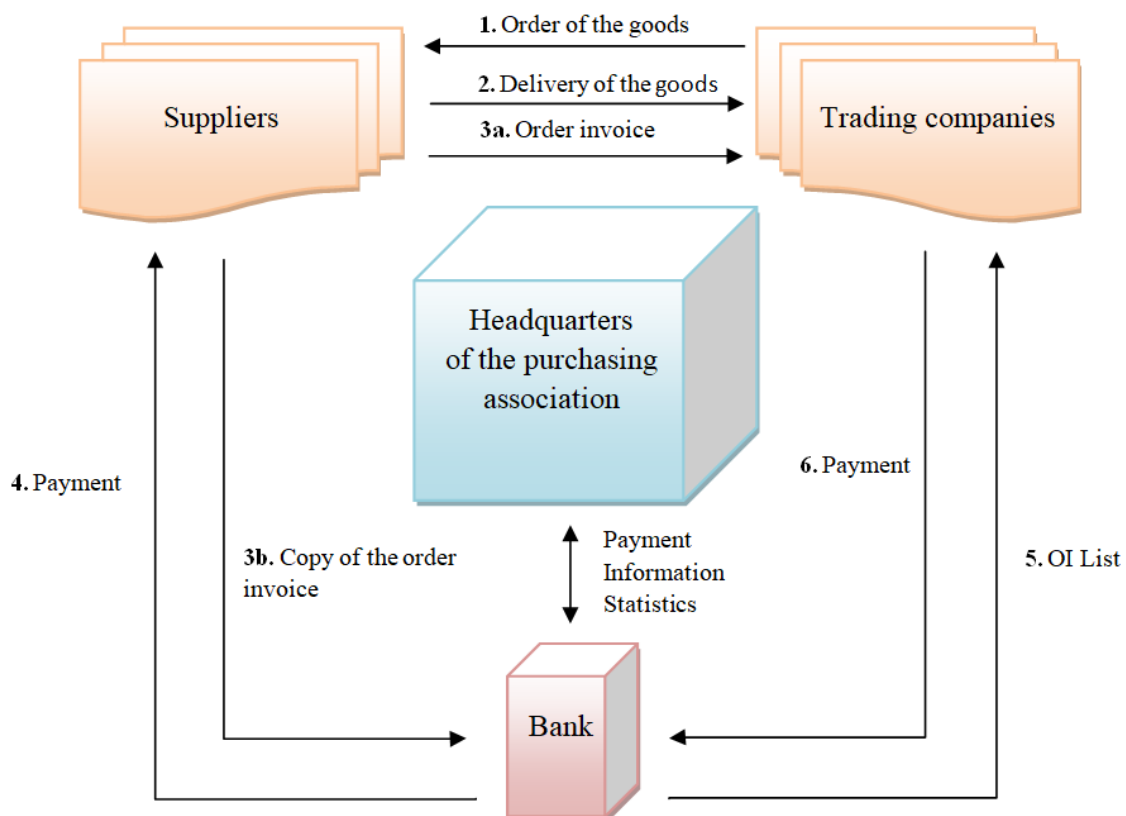 1. Order of the goods
2. Delivery of the goods
Suppliers
Trading companies
3a. Order invoice
Headquarters
of the purchasing
association
4. Payment
6. Payment
3b. Copy of the order
invoice
Payment
Information
Statistics
5. OI List
Bank